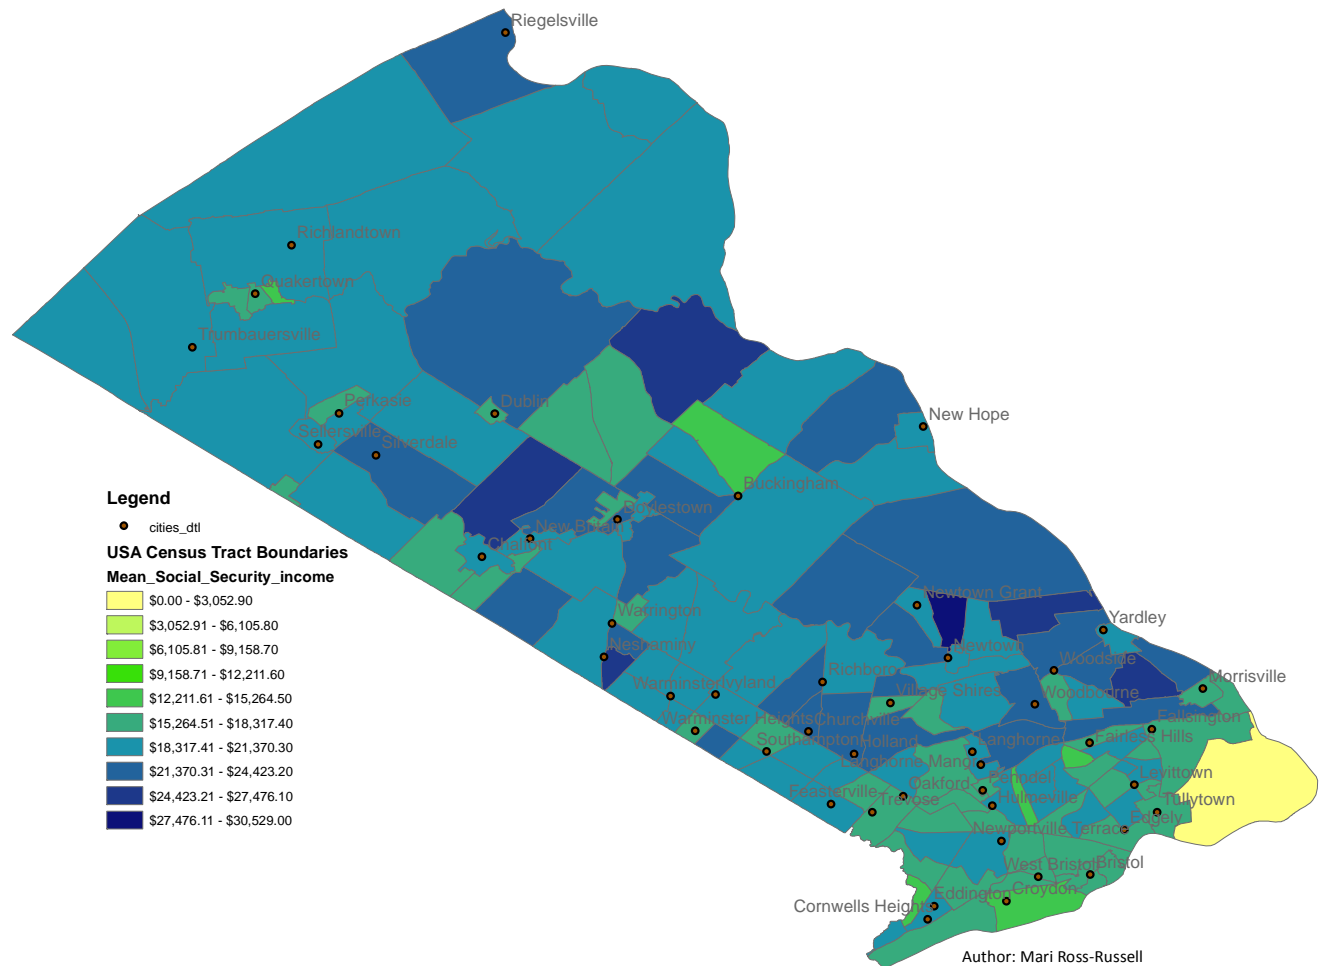 Riegelsville
Richlandtown
Quakertown
Trumbauersville
Perkasie
Dublin
New Hope
Sellersville
Silverdale
Buckingham
Legend
cities_dtl
USA Census Tract Boundaries
Mean_Social_Security_income
$0.00 - $3,052.90
$3,052.91 - $6,105.80
$6,105.81 - $9,158.70
$9,158.71 - $12,211.60
$12,211.61 - $15,264.50
$15,264.51 - $18,317.40
$18,317.41 - $21,370.30
$21,370.31 - $24,423.20
$24,423.21 - $27,476.10
$27,476.11 - $30,529.00
Doylestown
New Britain
Chalfont
Newtown Grant
Warrington
Yardley
Neshaminy
Newtown
Woodside
Richboro
Morrisville
Warminster
Ivyland
Village Shires
Woodbourne
Warminster Heights
Churchville
Fallsington
Southampton
Holland
Langhorne
Fairless Hills
Langhorne Mano
Penndel
Levittown
Feasterville
Oakford
Trevose
Hulmeville
Tullytown
Edgely
Newportville Terrace
West Bristol
Bristol
Eddington
Croydon
Cornwells Heights
Author: Mari Ross-Russell